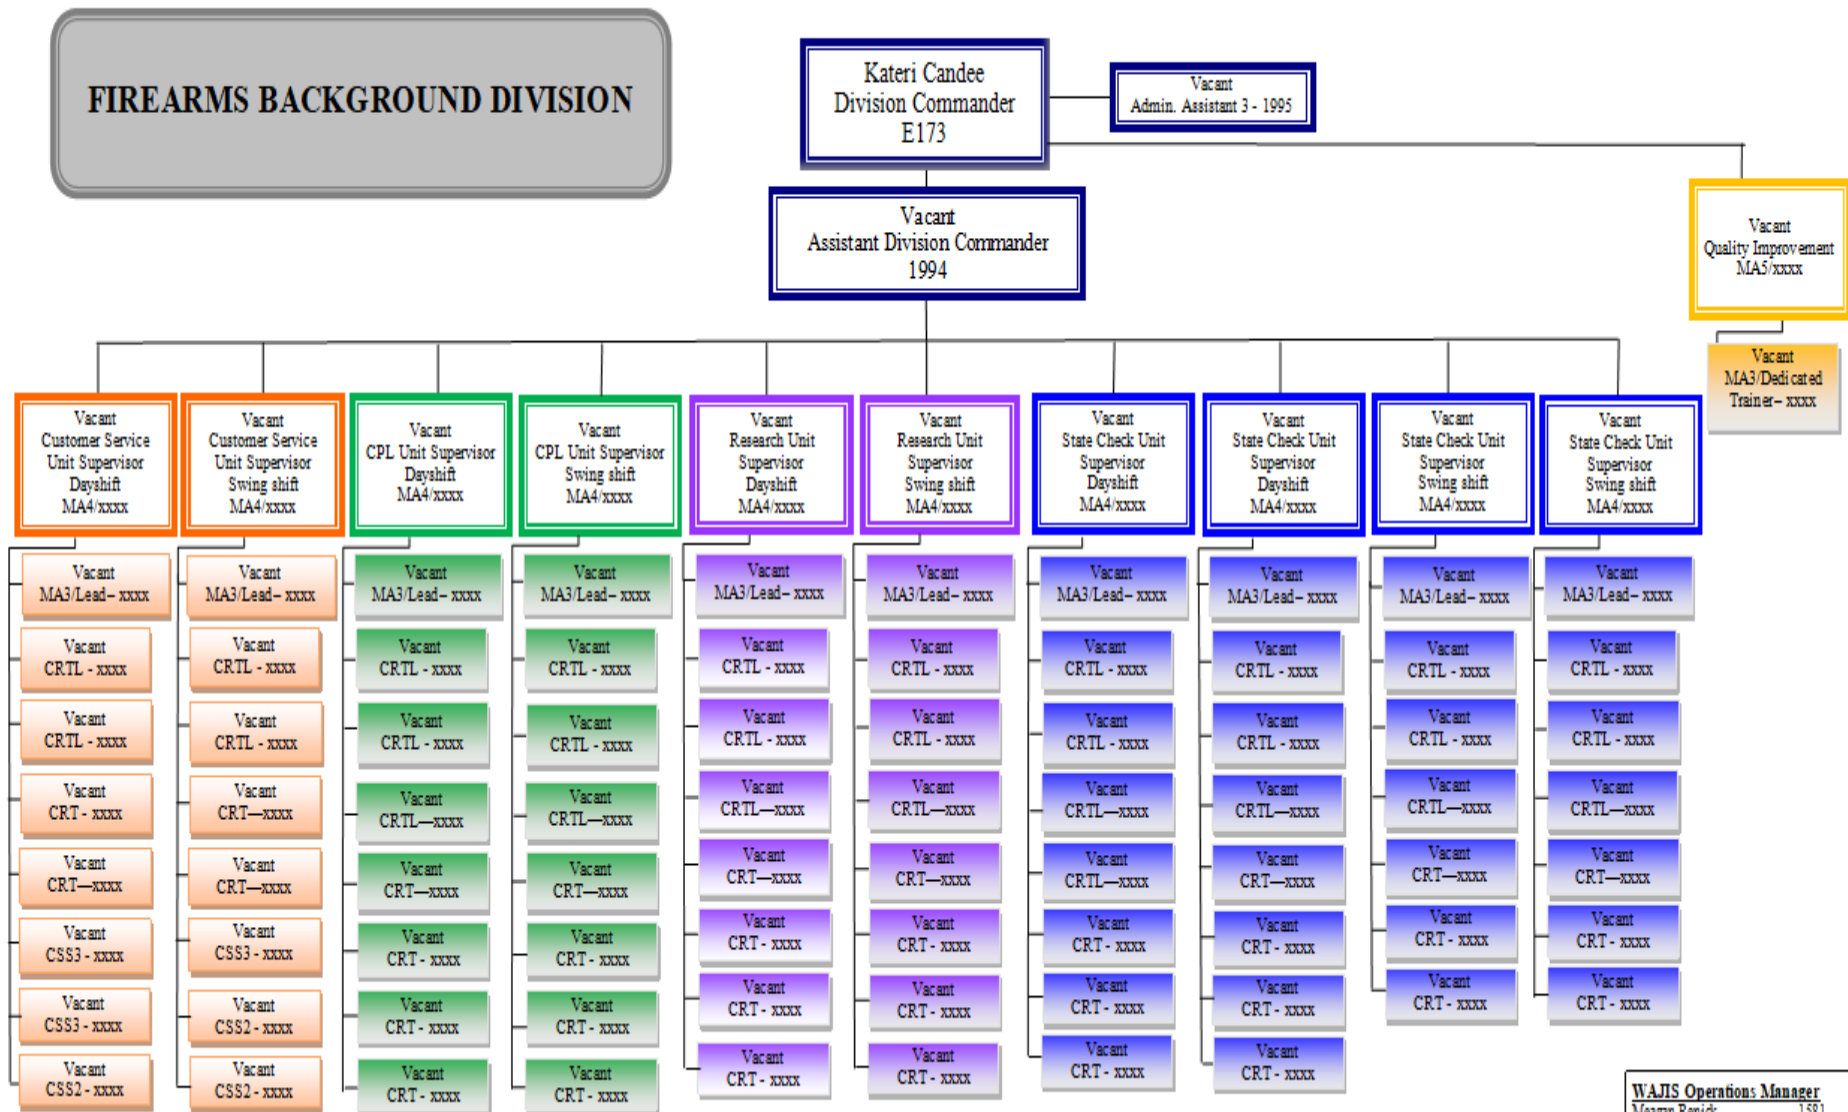 FIREARMS BACKGROUND DIVISION
Kateri Candee
Division Commander
E173
Vacant
Admin. Assistant 3 - 1995
Vacant
Assistant Division Commander
1994
Vacant
Quality Improvement
MA5/xxxx
Vacant
MA3/Dedicated
Trainer– xxxx
Vacant
Customer Service
Unit Supervisor
Dayshift
MA4/xxxx
Vacant
MA3/Lead– xxxx
Vacant
CRTL - xxxx
Vacant
CRTL - xxxx
Vacant
CRT - xxxx
Vacant
CRT—xxxx
Vacant
CSS3 - xxxx
Vacant
CSS3 - xxxx
Vacant
CSS2 - xxxx
Vacant
Customer Service
Unit Supervisor
Swing shift
MA4/xxxx
Vacant
MA3/Lead– xxxx
Vacant
CRTL - xxxx
Vacant
CRTL - xxxx
Vacant
CRT—xxxx
Vacant
CRT—xxxx
Vacant
CSS3 - xxxx
Vacant
CSS2 - xxxx
Vacant
CSS2 - xxxx
Vacant
CPL Unit Supervisor
Dayshift
MA4/xxxx
Vacant
MA3/Lead– xxxx
Vacant
CRTL - xxxx
Vacant
CRTL - xxxx
Vacant
CRTL—xxxx
Vacant
CRT—xxxx
Vacant
CRT - xxxx
Vacant
CRT - xxxx
Vacant
CRT - xxxx
Vacant
CPL Unit Supervisor
Swing shift
MA4/xxxx
Vacant
MA3/Lead– xxxx
Vacant
CRTL - xxxx
Vacant
CRTL - xxxx
Vacant
CRTL—xxxx
Vacant
CRT—xxxx
Vacant
CRT - xxxx
Vacant
CRT - xxxx
Vacant
CRT - xxxx
Vacant
Research Unit
Supervisor
Dayshift
MA4/xxxx
Vacant
MA3/Lead– xxxx
Vacant
CRTL - xxxx
Vacant
CRTL - xxxx
Vacant
CRTL—xxxx
Vacant
CRT—xxxx
Vacant
CRT - xxxx
Vacant
CRT - xxxx
Vacant
CRT - xxxx
Vacant
Research Unit
Supervisor
Swing shift
MA4/xxxx
Vacant
MA3/Lead– xxxx
Vacant
CRTL - xxxx
Vacant
CRTL - xxxx
Vacant
CRTL—xxxx
Vacant
CRT—xxxx
Vacant
CRT - xxxx
Vacant
CRT - xxxx
Vacant
CRT - xxxx
Vacant
State Check Unit
Supervisor
Dayshift
MA4/xxxx
Vacant
MA3/Lead– xxxx
Vacant
CRTL - xxxx
Vacant
CRTL - xxxx
Vacant
CRTL—xxxx
Vacant
CRTL—xxxx
Vacant
CRT - xxxx
Vacant
CRT - xxxx
Vacant
CRT - xxxx
Vacant
State Check Unit
Supervisor
Dayshift
MA4/xxxx
Vacant
MA3/Lead– xxxx
Vacant
CRTL - xxxx
Vacant
CRTL - xxxx
Vacant
CRTL—xxxx
Vacant
CRT—xxxx
Vacant
CRT - xxxx
Vacant
CRT - xxxx
Vacant
CRT - xxxx
Vacant
State Check Unit
Supervisor
Swing shift
MA4/xxxx
Vacant
MA3/Lead– xxxx
Vacant
CRTL - xxxx
Vacant
CRTL - xxxx
Vacant
CRTL—xxxx
Vacant
CRT—xxxx
Vacant
CRT - xxxx
Vacant
CRT - xxxx
Vacant
State Check Unit
Supervisor
Swing shift
MA4/xxxx
Vacant
MA3/Lead– xxxx
Vacant
CRTL - xxxx
Vacant
CRTL - xxxx
Vacant
CRTL—xxxx
Vacant
CRT—xxxx
Vacant
CRT - xxxx
Vacant
CRT - xxxx
WAJIS Operations Manager